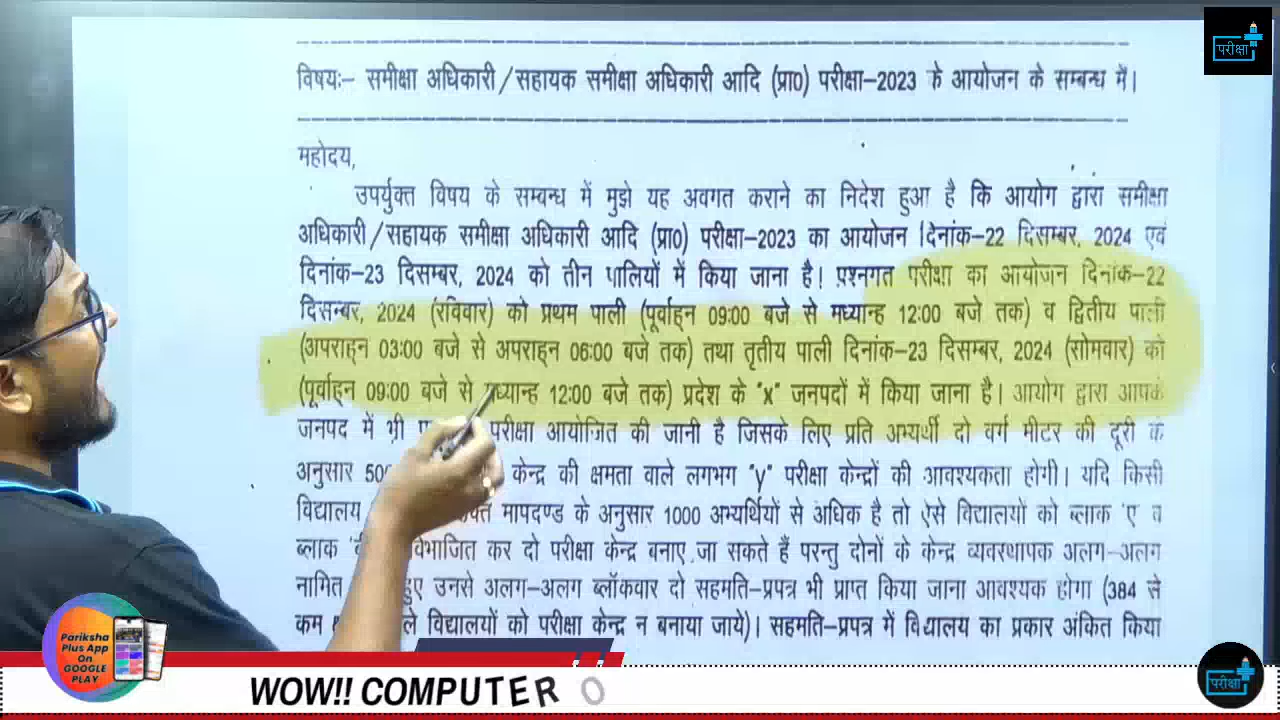 परीक्षा
विषयः- समीक्षा अधिकारी/सहायक समीक्षा अधिकारी आदि (प्रा0) परीक्षा-2023 के आयोजन के सम्बन्ध में।
महोदय,
उपर्युक्त विषय के सम्बन्ध में मुझे यह अवगत कराने का निदेश हुआ है कि आयोग द्वारा समीक्षा
अधिकारी/सहायक समीक्षा अधिकारी आदि (प्रा0) परीक्षा-2023 का आयोजन दिनांक-22 दिसम्बर, 2024 एवं
दिनांक-23 दिसम्बर, 2024 को तीन पालियों में किया जाना है। प्रश्नगत परीक्षा का आयोजन दिनांक-22
दिसम्बर, 2024 (रविवार) को प्रथम पाली (पूर्वाह्न 09:00 बजे से मध्यान्ह 12:00 बजे तक) व द्वितीय पाली
(अपराह्न 03:00 बजे से अपराह्न 06:00 बजे तक) तथा तृतीय पाली दिनांक-23 दिसम्बर, 2024 (सोमवार) को
(पूर्वाह्न 09:00 बजे से मध्यान्ह 12:00 बजे तक) प्रदेश के "x" जनपदों में किया जाना है। आयोग द्वारा आपके
जनपद में भी परीक्षा आयोजित की जानी है जिसके लिए प्रति अभ्यर्थी दो वर्ग मीटर की दूरी के
अनुसार केन्द्र की क्षमता वाले लगभग "y" परीक्षा केन्द्रों की आवश्यकता होगी। यदि किसी
विद्यालय मापदण्ड के अनुसार 1000 अभ्यर्थियों से अधिक है तो ऐसे विद्यालयों को ब्लाक 'ए' व
ब्लाक विभाजित कर दो परीक्षा केन्द्र बनाए जा सकते हैं परन्तु दोनों के केन्द्र व्यवस्थापक अलग-अलग
नामित हुए उनसे अलग-अलग ब्लॉकवार दो सहमति-प्रपत्र भी प्राप्त किया जाना आवश्यक होगा (384 से
कम विद्यालयों को परीक्षा केन्द्र न बनाया जाये)। सहमति-प्रपत्र में विद्यालय का प्रकार अंकित किया
Pariksha
Plus App
On
GOOGLE
PLAY
WOW!! COMPUTER O
परीक्षा